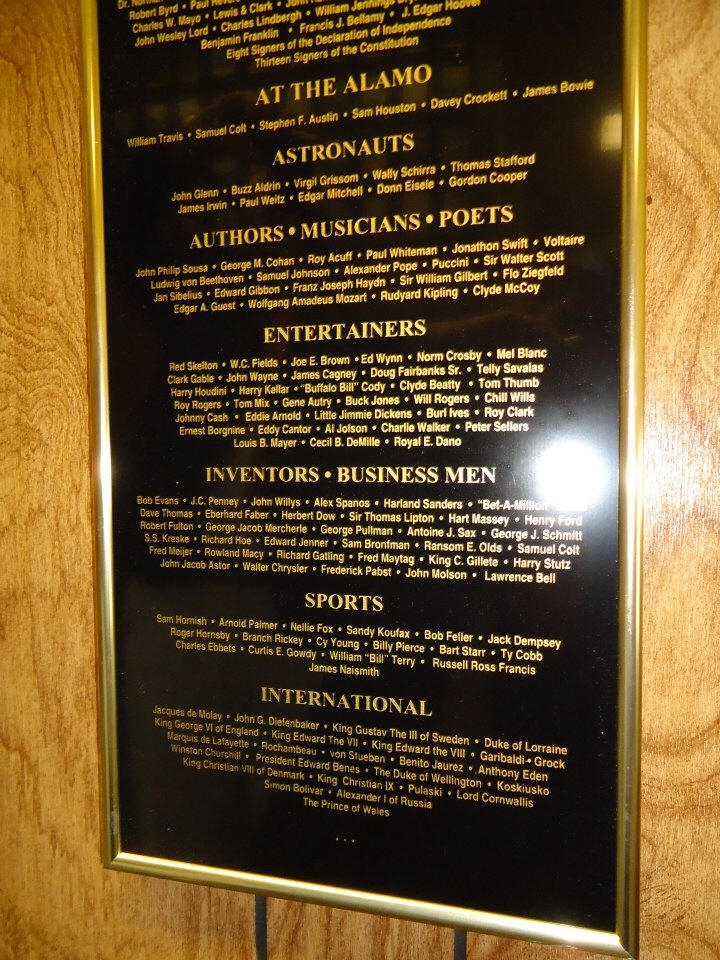 Dr. Norman
Robert Byrd • Paul Revere
Charles W. Mayo • Lewis & Clark • John
John Wesley Lord • Charles Lindbergh • William Jennings
Benjamin Franklin • Francis J. Bellamy • J. Edgar Hoover
Eight Signers of the Declaration of Independence
Thirteen Signers of the Constitution
AT THE ALAMO
William Travis • Samuel Colt • Stephen F. Austin • Sam Houston • Davey Crockett • James Bowie
ASTRONAUTS
John Glenn • Buzz Aldrin • Virgil Grissom • Wally Schirra • Thomas Stafford
James Irwin • Paul Weitz • Edgar Mitchell • Donn Eisele • Gordon Cooper
AUTHORS • MUSICIANS • POETS
John Philip Sousa • George M. Cohan • Roy Acuff • Paul Whiteman • Jonathon Swift • Voltaire
Ludwig von Beethoven • Samuel Johnson • Alexander Pope • Puccini • Sir Walter Scott
Jan Sibelius • Edward Gibbon • Franz Joseph Haydn • Sir William Gilbert • Flo Ziegfeld
Edgar A. Guest • Wolfgang Amadeus Mozart • Rudyard Kipling • Clyde McCoy
ENTERTAINERS
Red Skelton • W.C. Fields • Joe E. Brown • Ed Wynn • Norm Crosby • Mel Blanc
Clark Gable • John Wayne • James Cagney • Doug Fairbanks Sr. • Telly Savalas
Harry Houdini • Harry Kellar • "Buffalo Bill" Cody • Clyde Beatty • Tom Thumb
Roy Rogers • Tom Mix • Gene Autry • Buck Jones • Will Rogers • Chill Wills
Johnny Cash • Eddie Arnold • Little Jimmie Dickens • Burl Ives • Roy Clark
Ernest Borgnine • Eddy Cantor • Al Jolson • Charlie Walker • Peter Sellers
Louis B. Mayer • Cecil B. DeMille • Royal E. Dano
INVENTORS • BUSINESS MEN
Bob Evans • J.C. Penney • John Willys • Alex Spanos • Harland Sanders • "Bet-A-Million
Dave Thomas • Eberhard Faber • Herbert Dow • Sir Thomas Lipton • Hart Massey • Henry Ford
Robert Fulton • George Jacob Mercherle • George Pullman • Antoine J. Sax • George J. Schmitt
S.S. Kreske • Richard Hoe • Edward Jenner • Sam Bronfman • Ransom E. Olds • Samuel Colt
Fred Meijer • Rowland Macy • Richard Gatling • Fred Maytag • King C. Gillete • Harry Stutz
John Jacob Astor • Walter Chrysler • Frederick Pabst • John Molson • Lawrence Bell
SPORTS
Sam Hornish • Arnold Palmer • Nellie Fox • Sandy Koufax • Bob Feller • Jack Dempsey
Roger Hornsby • Branch Rickey • Cy Young • Billy Pierce • Bart Starr • Ty Cobb
Charles Ebbets • Curtis E. Gowdy • William "Bill" Terry • Russell Ross Francis
James Naismith
INTERNATIONAL
Jacques de Molay • John G. Diefenbaker • King Gustav The III of Sweden • Duke of Lorraine
King George VI of England • King Edward The VII • King Edward the VIII • Garibaldi • Grock
Marquis de Lafayette • Rochambeau • von Stueben • Benito Jaurez • Anthony Eden
Winston Churchill • President Edward Benes • The Duke of Wellington • Koskiusko
King Christian VIII of Denmark • King Christian IX • Pulaski • Lord Cornwallis
Simon Bolivar • Alexander I of Russia
The Prince of Wales
• • •